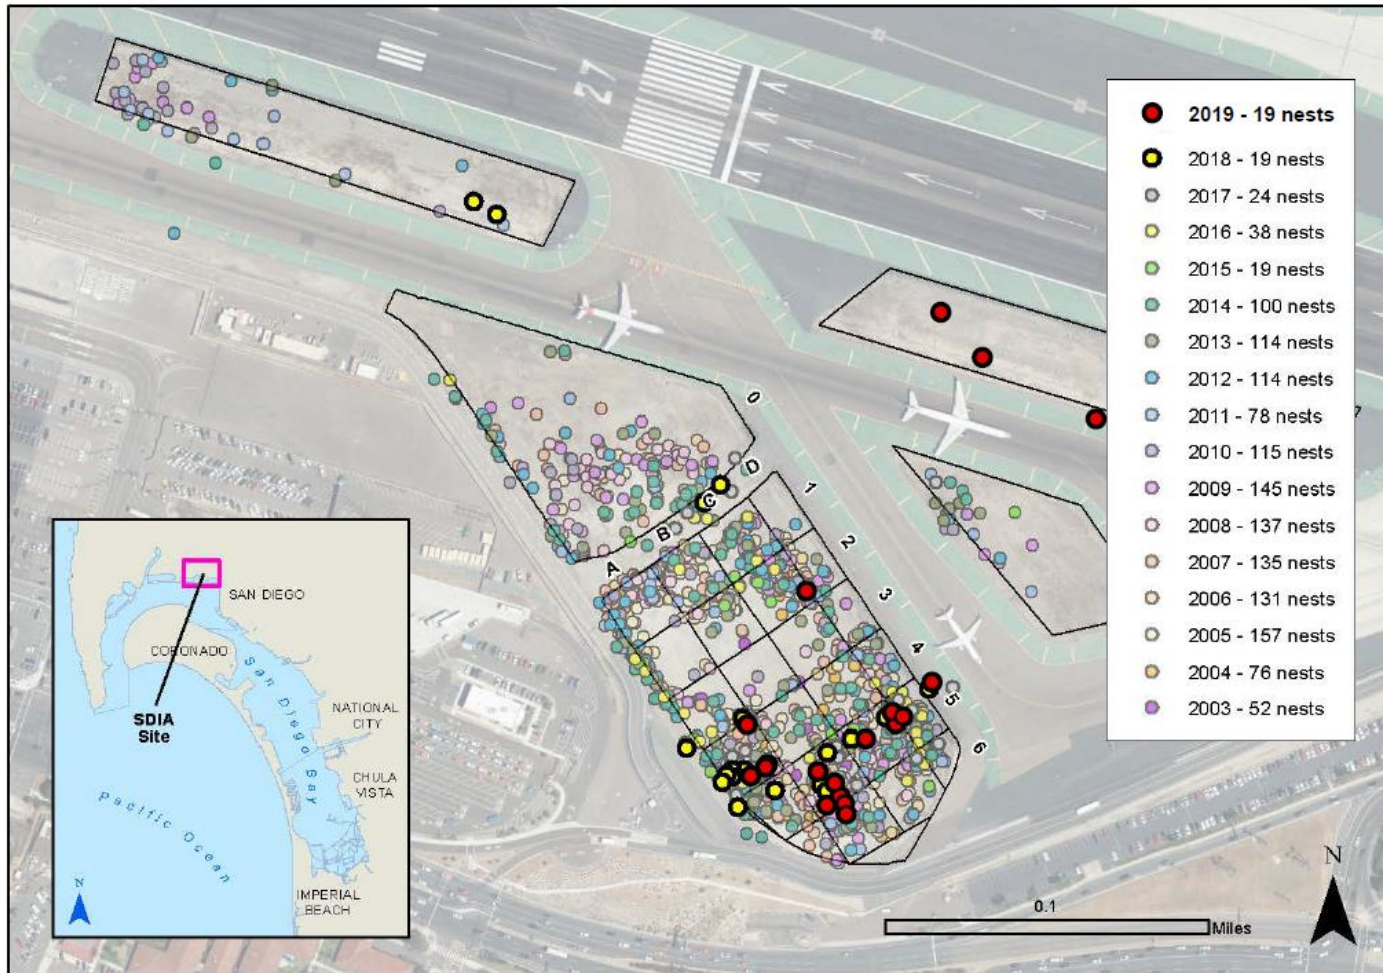 27
2019 - 19 nests
2018 - 19 nests
2017 - 24 nests
2016 - 38 nests
2015 - 19 nests
2014 - 100 nests
2013 - 114 nests
2012 - 114 nests
2011 - 78 nests
2010 - 115 nests
2009 - 145 nests
2008 - 137 nests
2007 - 135 nests
2006 - 131 nests
2005 - 157 nests
2004 - 76 nests
2003 - 52 nests
7
0
D
C
B
A
1
2
3
4
5
6
SAN DIEGO
CORONADO
San Diego Bay
SDIA
Site
NATIONAL
CITY
CHULA
VISTA
Pacific Ocean
IMPERIAL
BEACH
N
0.1
Miles
N